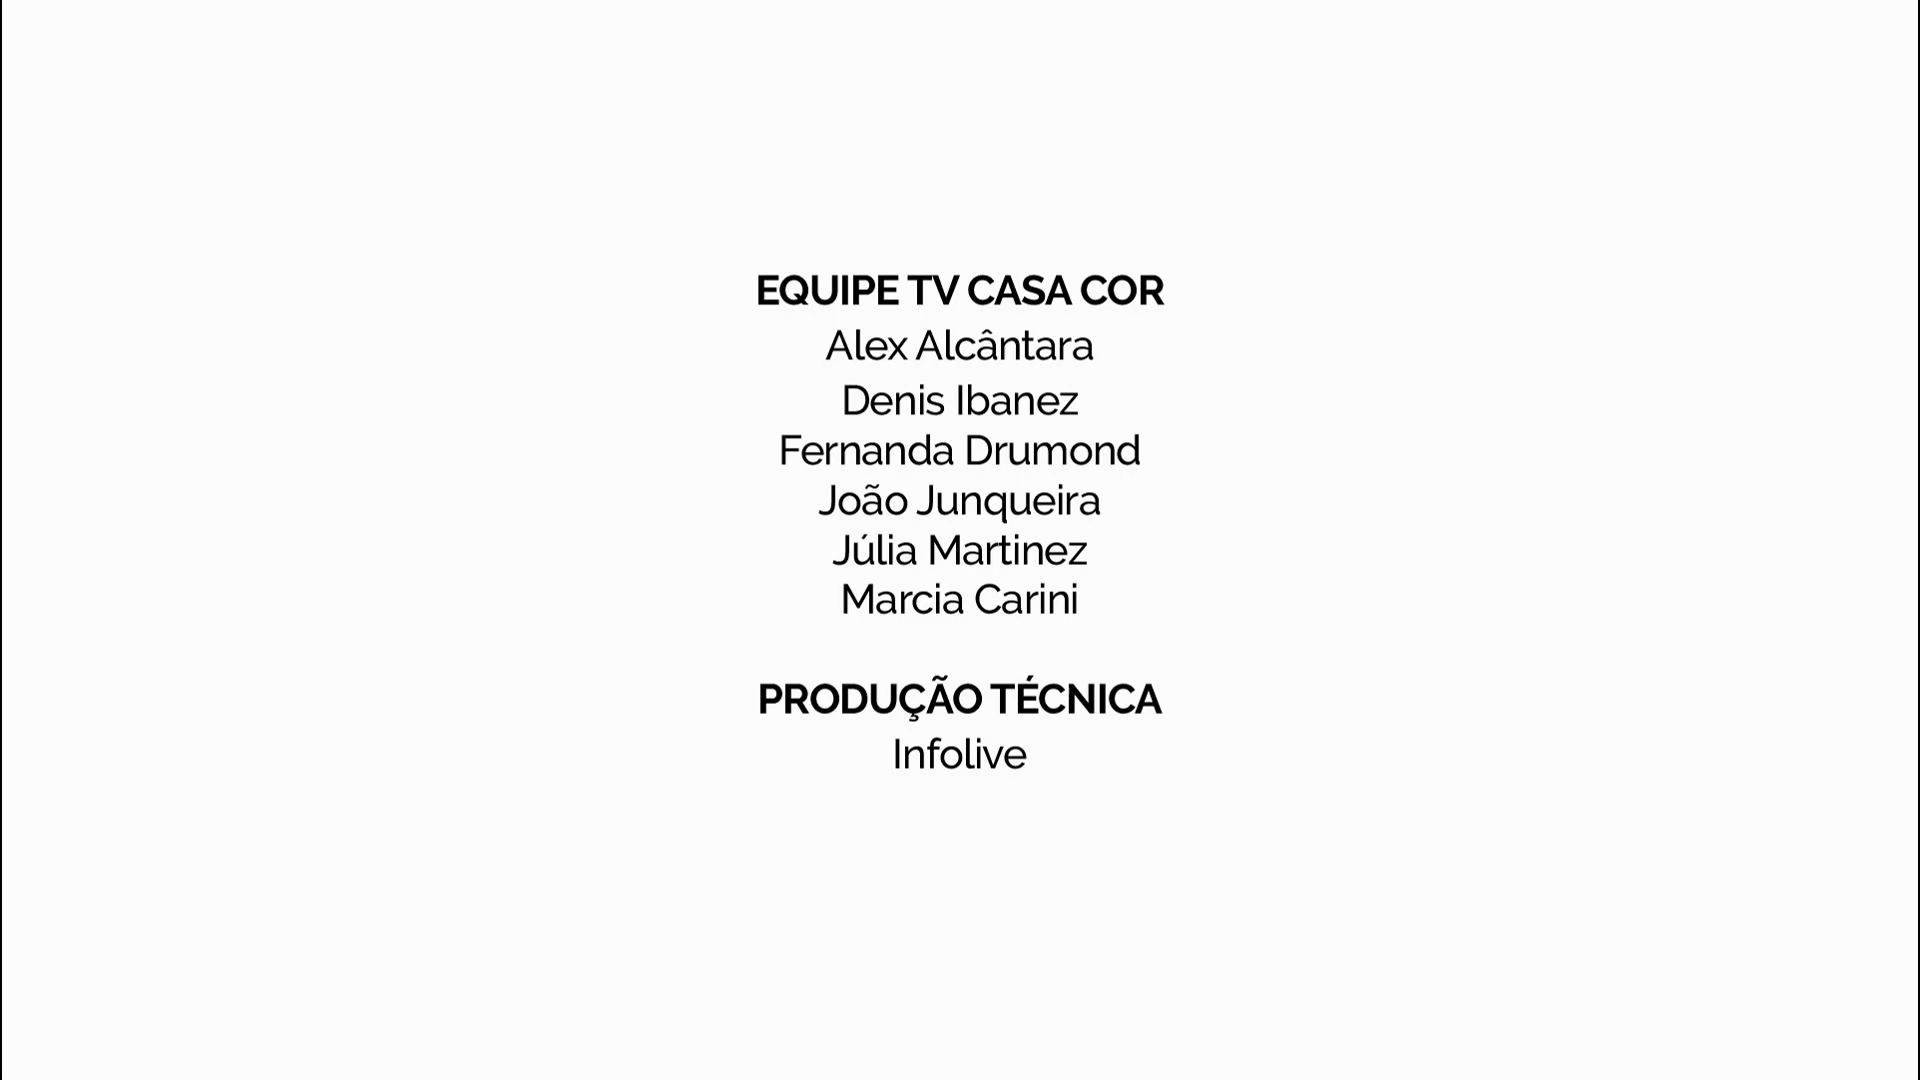 EQUIPE TV CASA COR
Alex Alcântara
Denis Ibanez
Fernanda Drumond
João Junqueira
Júlia Martinez
Marcia Carini
PRODUÇÃO TÉCNICA
Infolive